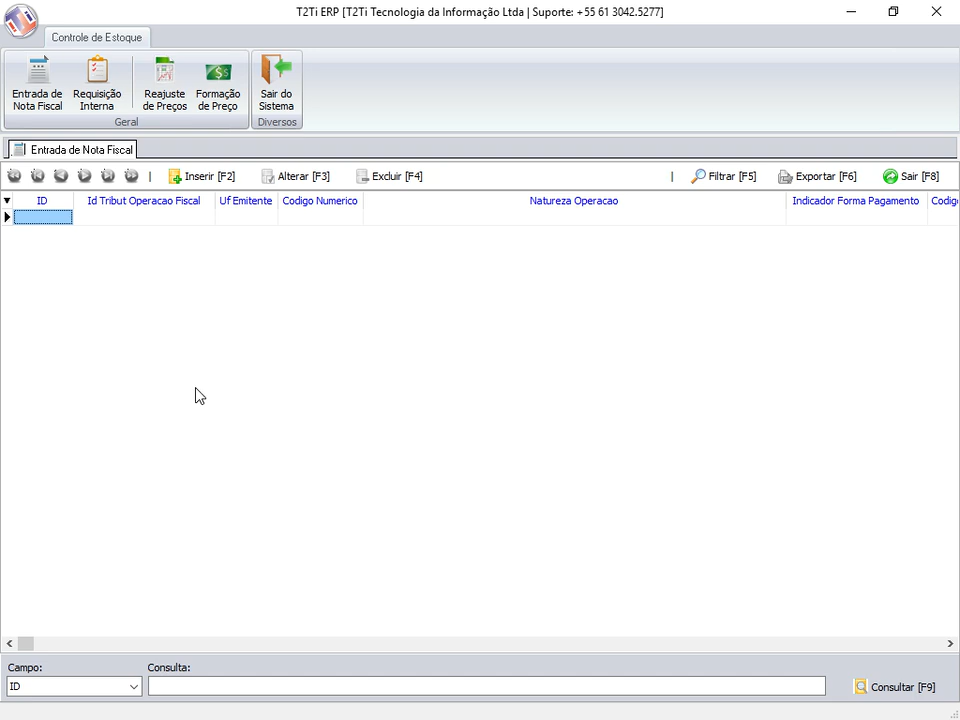 T2Ti ERP [T2Ti Tecnologia da Informação Ltda | Suporte: +55 61 3042.5277]
Controle de Estoque
Entrada de Nota Fiscal
Requisição Interna
Reajuste de Preços
Formação de Preço
Sair do Sistema
Geral
Diversos
Entrada de Nota Fiscal
| Inserir [F2] Alterar [F3] Excluir [F4] | Filtrar [F5] Exportar [F6] Sair [F8]
ID Id Tribut Operacao Fiscal Uf Emitente Codigo Numerico Natureza Operacao Indicador Forma Pagamento
Campo: Consulta:
ID Consultar [F9]